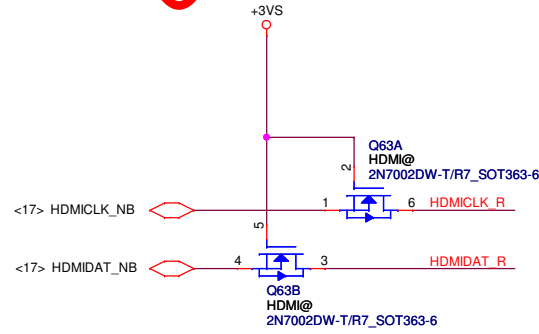 +3VS
Q63A
HDMI@
2N7002DW-T/R7_SOT363-6
2
<17> HDMICLK_NB
1
6
HDMICLK_R
5
<17> HDMIDAT_NB
4
3
HDMIDAT_R
Q63B
HDMI@
2N7002DW-T/R7_SOT363-6